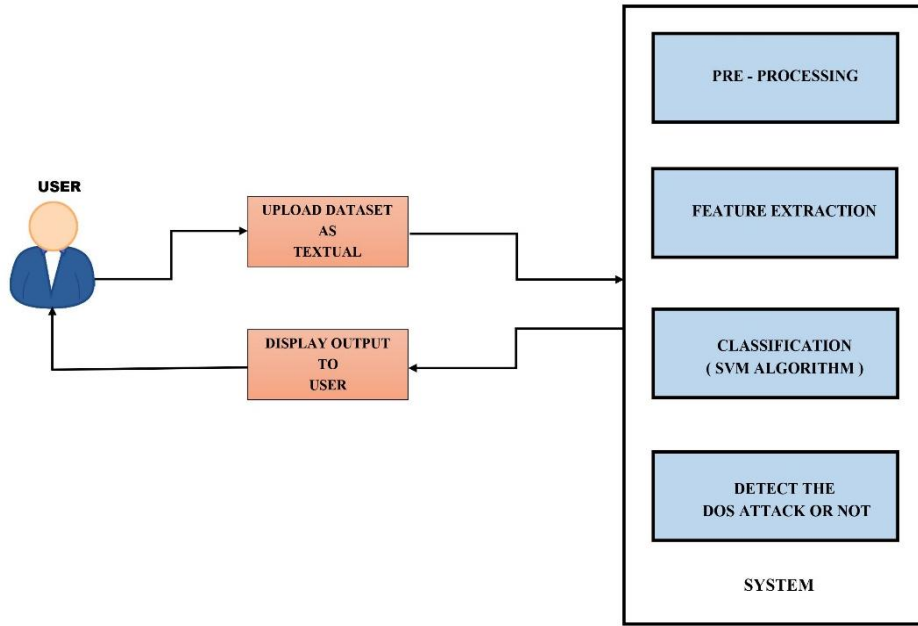 USER
UPLOAD DATASET
AS
TEXTUAL
DISPLAY OUTPUT
TO
USER
PRE - PROCESSING
FEATURE EXTRACTION
CLASSIFICATION
( SVM ALGORITHM )
DETECT THE
DOS ATTACK OR NOT
SYSTEM